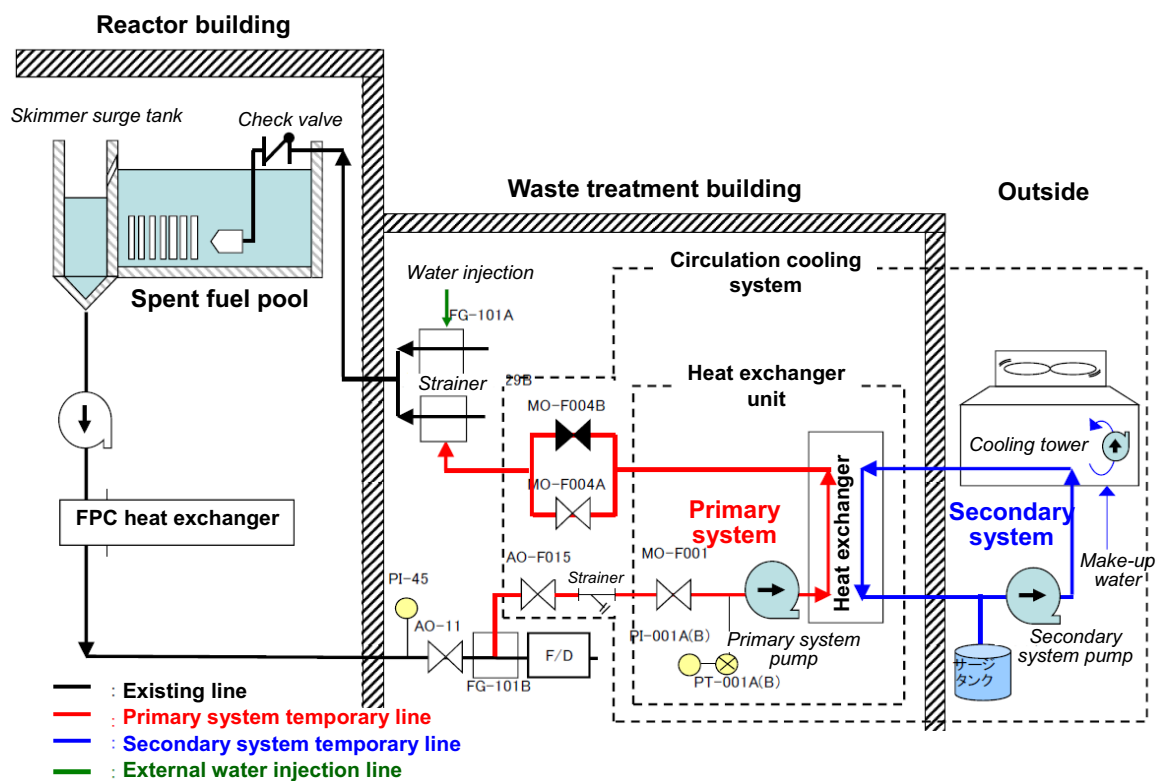 Reactor building
Skimmer surge tank
Check valve
Spent fuel pool
Waste treatment building
Outside
Circulation cooling
system
Water injection
FG-101A
Strainer
29B
MO-F004B
MO-F004A
Heat exchanger
unit
Heat exchanger
Cooling tower
Primary
system
Secondary
system
Make-up
water
FPC heat exchanger
AO-F015
Strainer
MO-F001
PI-45
AO-11
F/D
FG-101B
PI-001A(B)
PT-001A(B)
Primary system
pump
Secondary
system pump
サージ
タンク
: Existing line
: Primary system temporary line
: Secondary system temporary line
: External water injection line